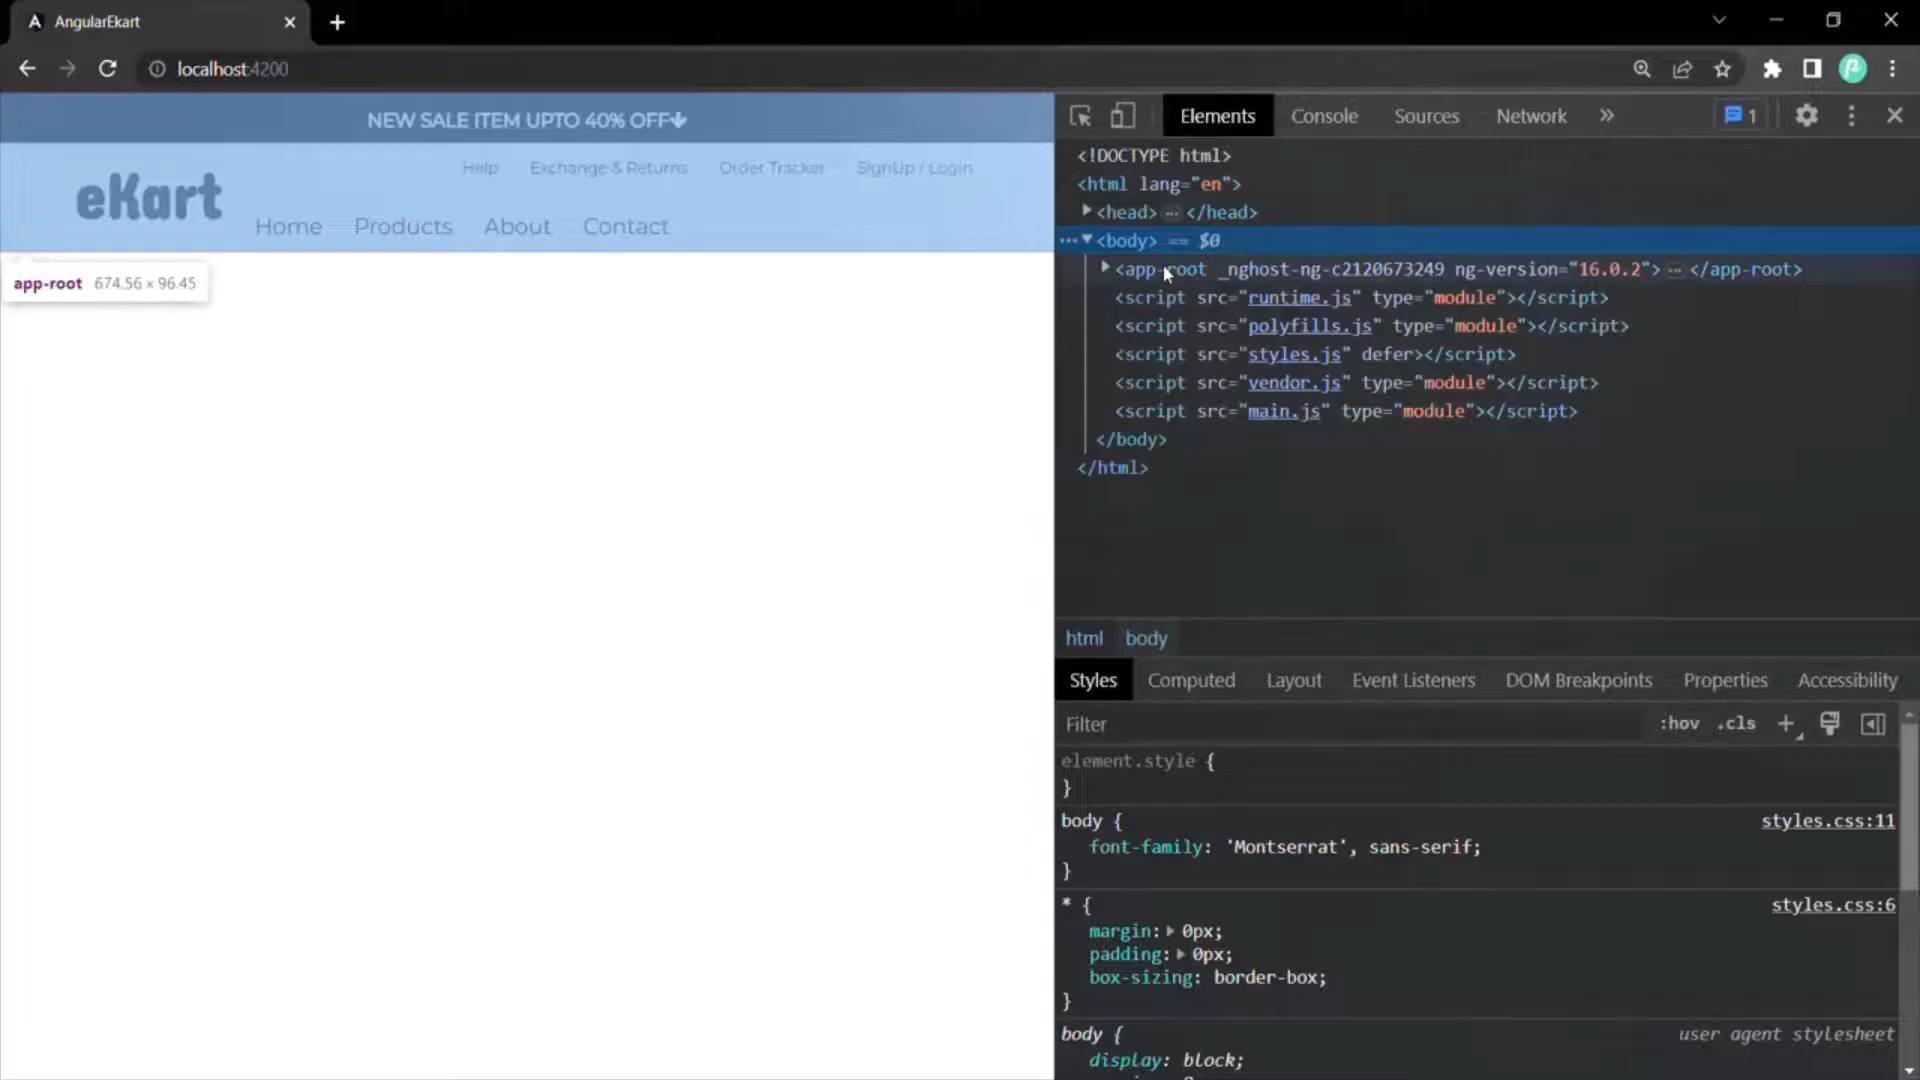 AngularEkart
localhost:4200
NEW SALE ITEM UPTO 40% OFF
Help Exchange & Returns Order Tracker SignUp / Login
eKart
Home Products About Contact
app-root 674.56 × 96.45
Elements Console Sources Network » 1
<!DOCTYPE html>
<html lang="en">
<head> … </head>
<body> == $0
<app-root _nghost-ng-c2120673249 ng-version="16.0.2"> … </app-root>
<script src="runtime.js" type="module"></script>
<script src="polyfills.js" type="module"></script>
<script src="styles.js" defer></script>
<script src="vendor.js" type="module"></script>
<script src="main.js" type="module"></script>
</body>
</html>
html body
Styles Computed Layout Event Listeners DOM Breakpoints Properties Accessibility
Filter :hov .cls +
element.style {
}
body { styles.css:11
font-family: 'Montserrat', sans-serif;
}
* { styles.css:6
margin: 0px;
padding: 0px;
box-sizing: border-box;
}
body { user agent stylesheet
display: block;